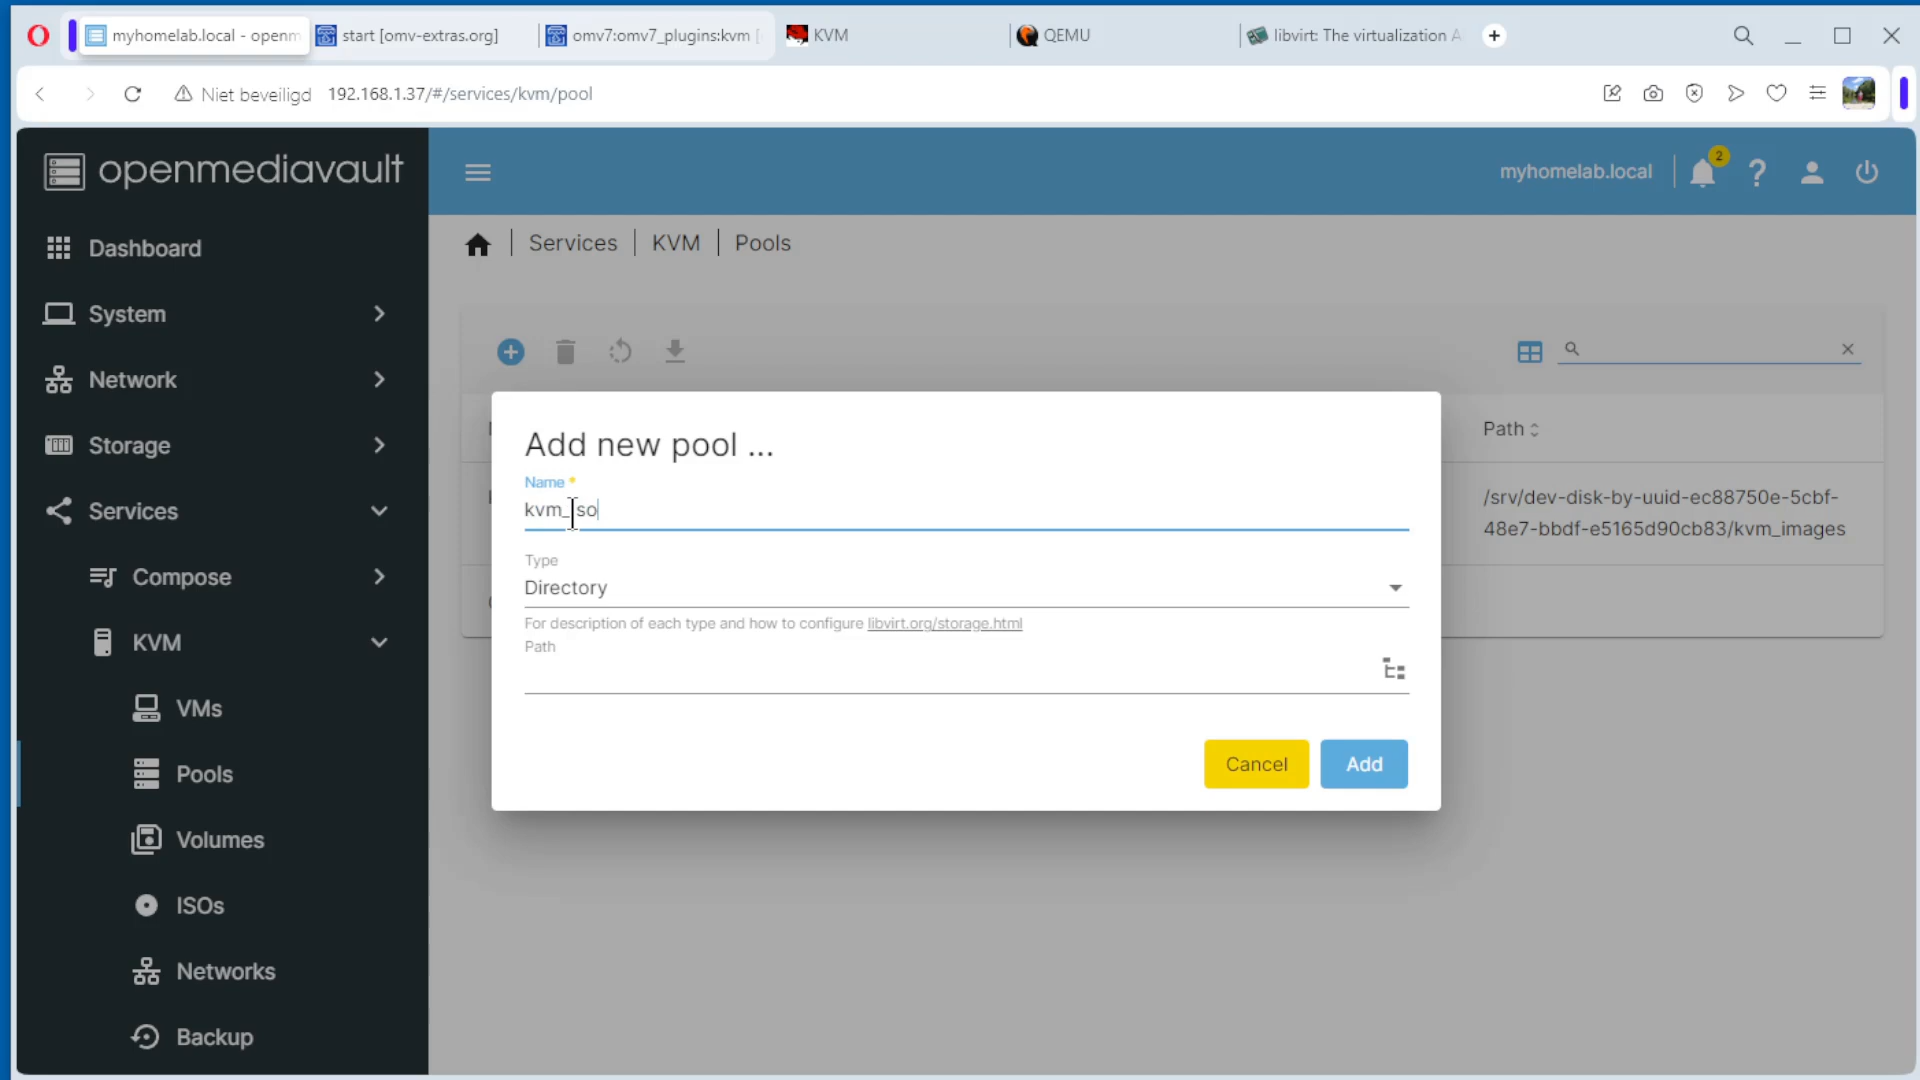 myhomelab.local - openm
start [omv-extras.org]
omv7:omv7_plugins:kvm [
KVM
QEMU
libvirt: The virtualization A
Niet beveiligd
192.168.1.37/#/services/kvm/pool
openmediavault
myhomelab.local
2
Dashboard
System
Network
Storage
Services
Compose
KVM
VMs
Pools
Volumes
ISOs
Networks
Backup
Services | KVM | Pools
Path
/srv/dev-disk-by-uuid-ec88750e-5cbf-
48e7-bbdf-e5165d90cb83/kvm_images
Add new pool ...
Name *
kvm_iso
Type
Directory
For description of each type and how to configure libvirt.org/storage.html
Path
Cancel
Add